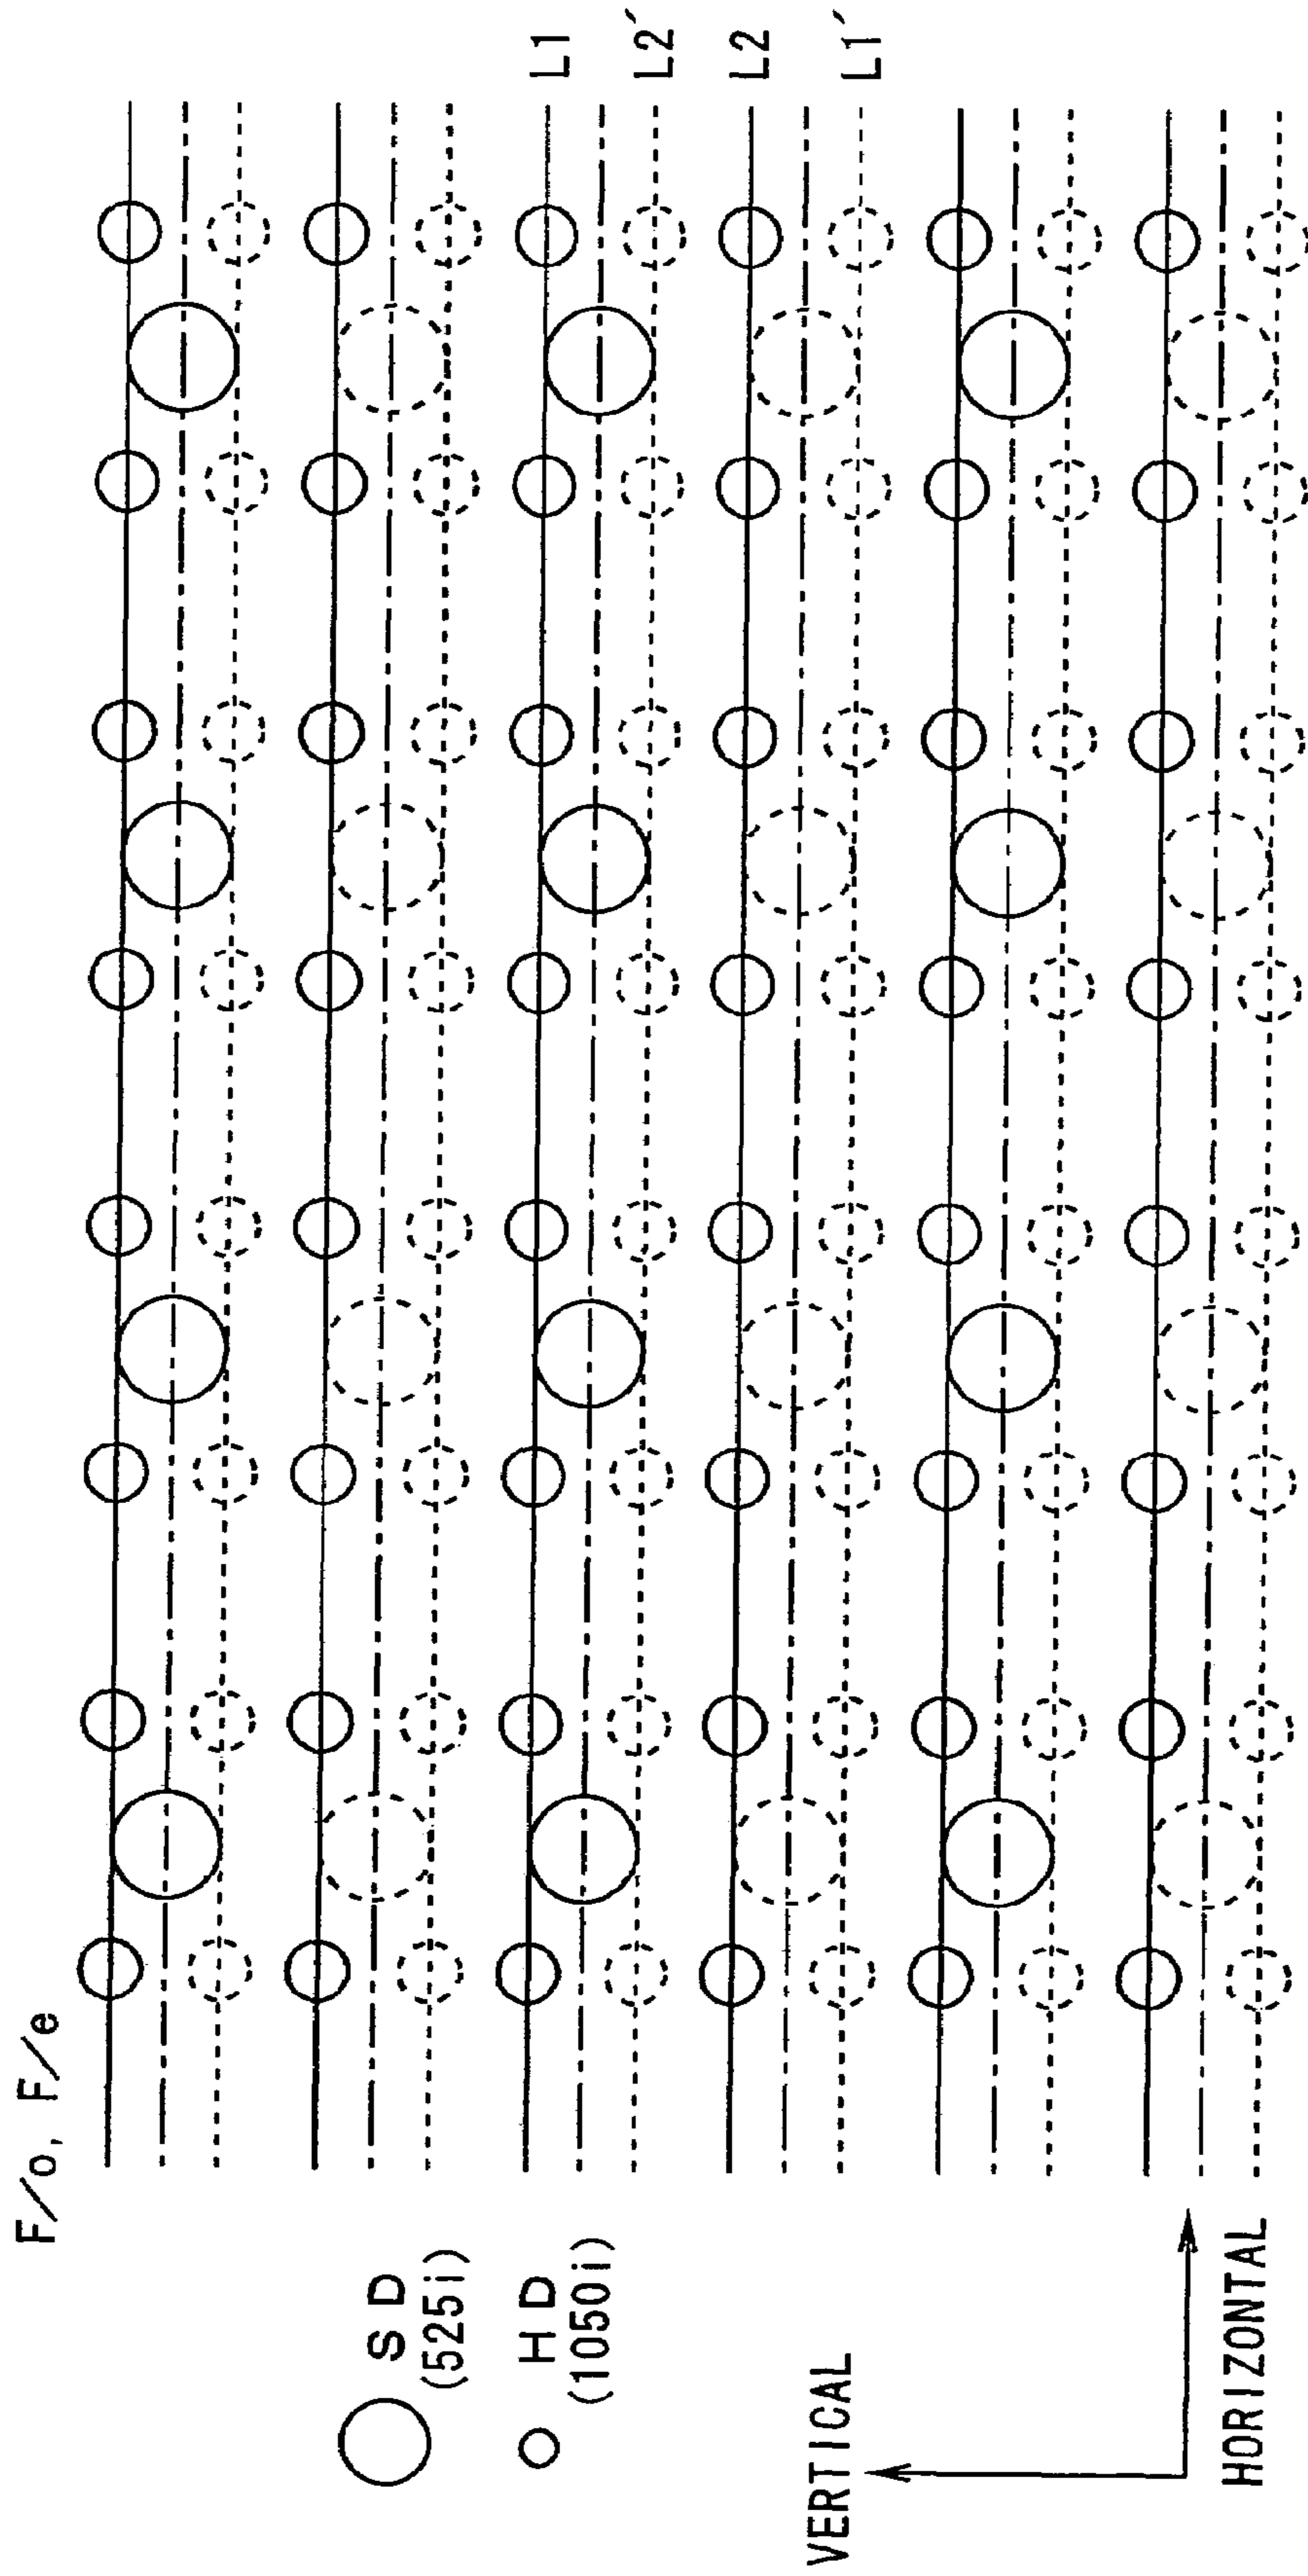 F/o, F/e
SD
(525i)
HD
(1050i)
VERTICAL
HORIZONTAL
L1
L2´
L2
L1´